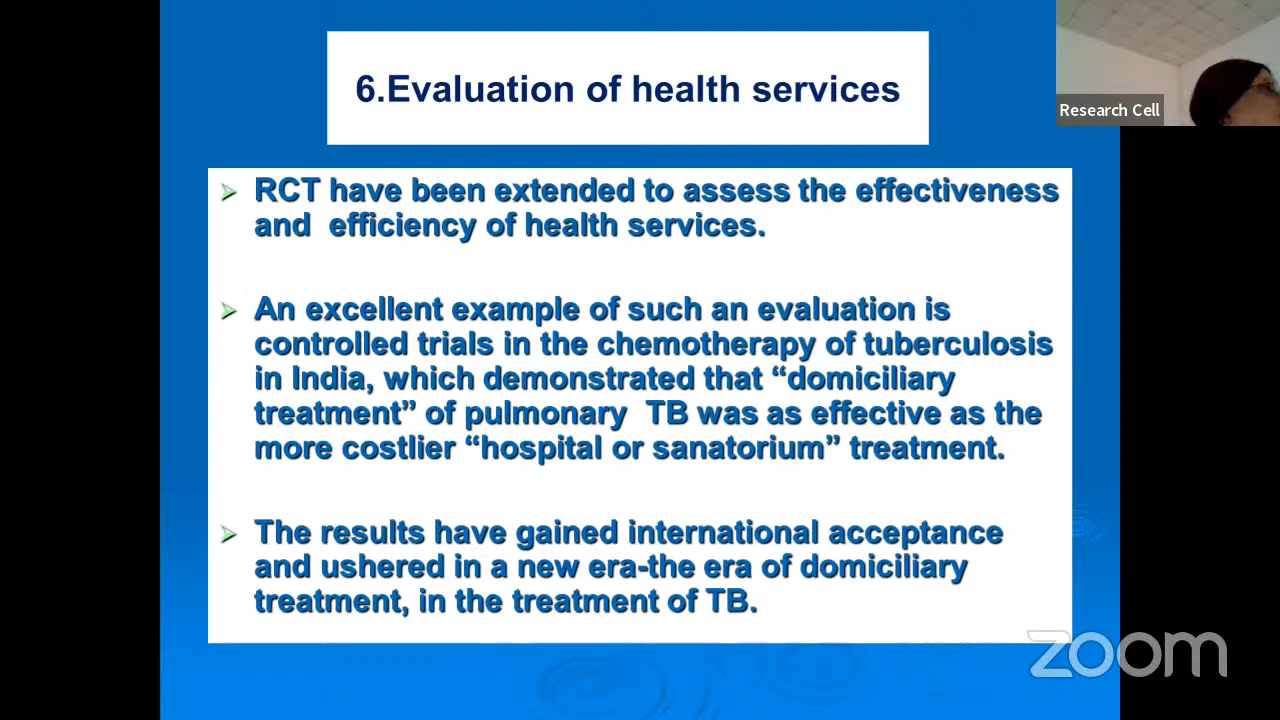 6.Evaluation of health services
Research Cell
RCT have been extended to assess the effectiveness
and efficiency of health services.
An excellent example of such an evaluation is
controlled trials in the chemotherapy of tuberculosis
in India, which demonstrated that “domiciliary
treatment” of pulmonary TB was as effective as the
more costlier “hospital or sanatorium” treatment.
The results have gained international acceptance
and ushered in a new era-the era of domiciliary
treatment, in the treatment of TB.
zoom